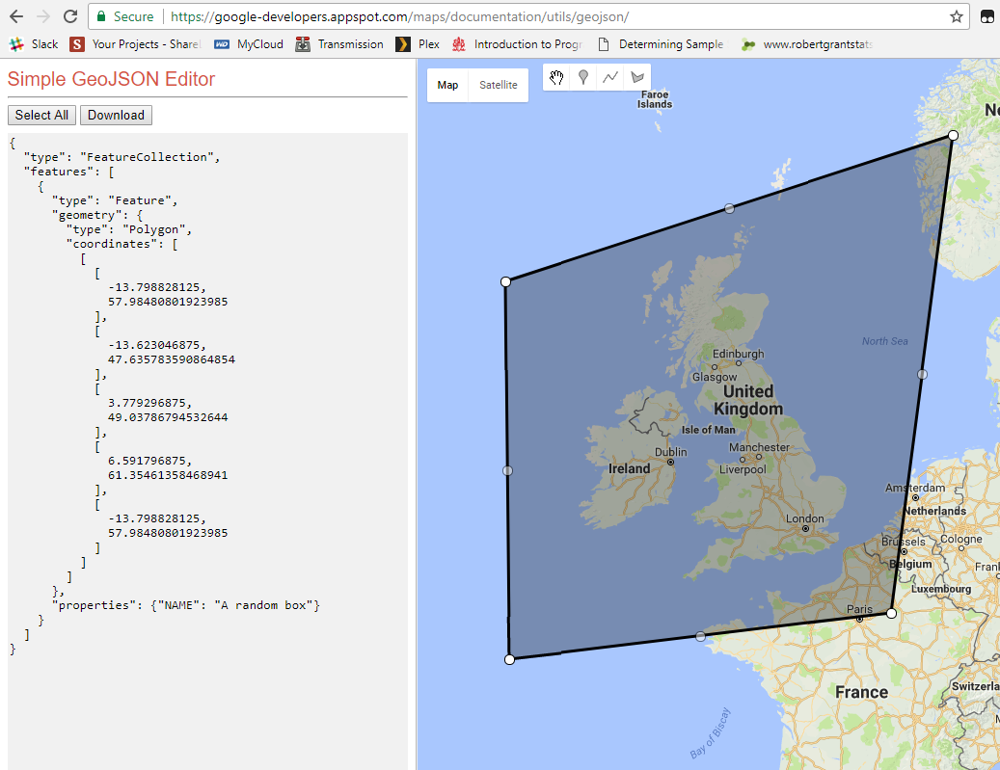 Secure https://google-developers.appspot.com/maps/documentation/utils/geojson/
Slack Your Projects - Share MyCloud Transmission Plex Introduction to Progr Determining Sample www.robertgrantstats
Simple GeoJSON Editor
Select All Download
{
"type": "FeatureCollection",
"features": [
{
"type": "Feature",
"geometry": {
"type": "Polygon",
"coordinates": [
[
[
-13.798828125,
57.98480801923985
],
[
-13.623046875,
47.635783590864854
],
[
3.779296875,
49.03786794532644
],
[
6.591796875,
61.35461358468941
],
[
-13.798828125,
57.98480801923985
]
]
]
},
"properties": {"NAME": "A random box"}
}
]
}
Map Satellite
Faroe
Islands
No
North Sea
Edinburgh
Glasgow
United
Kingdom
Isle of Man
Dublin
Manchester
Ireland
Liverpool
Amsterdam
Netherlands
London
Brussels
Cologne
Belgium
Frank
Luxembourg
Paris
Switzerland
France
Bay of Biscay